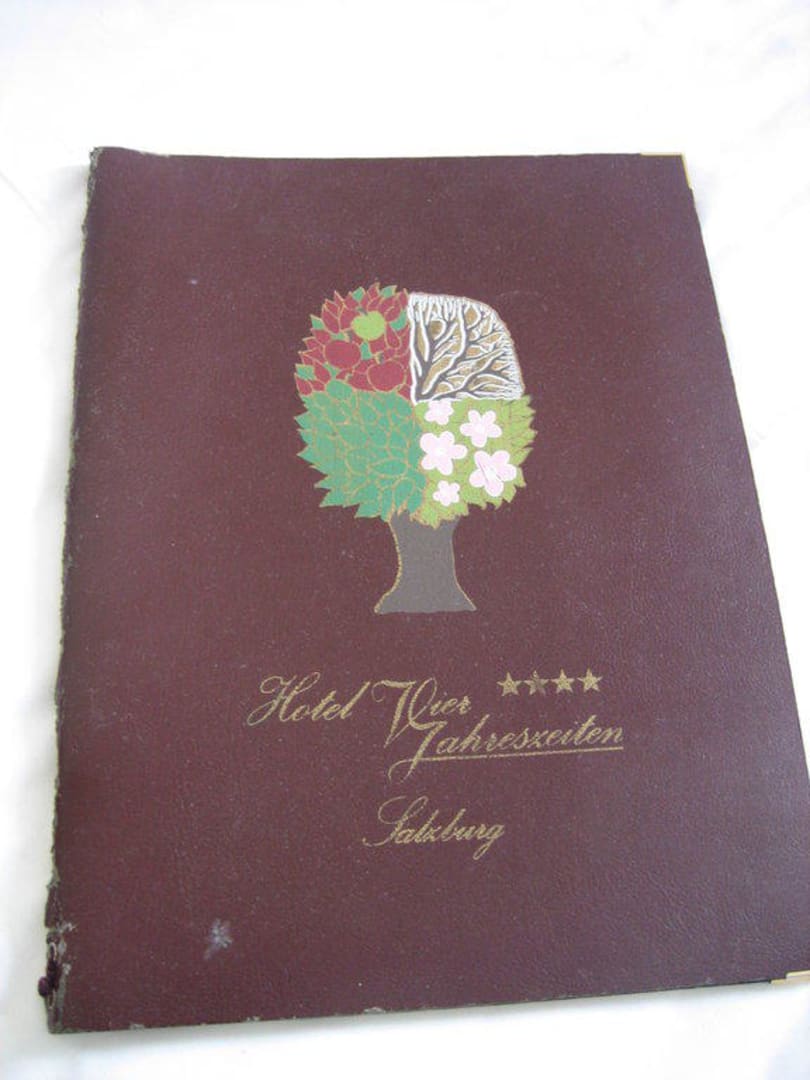 Hotel Vier ★★★★
Jahreszeiten
Salzburg